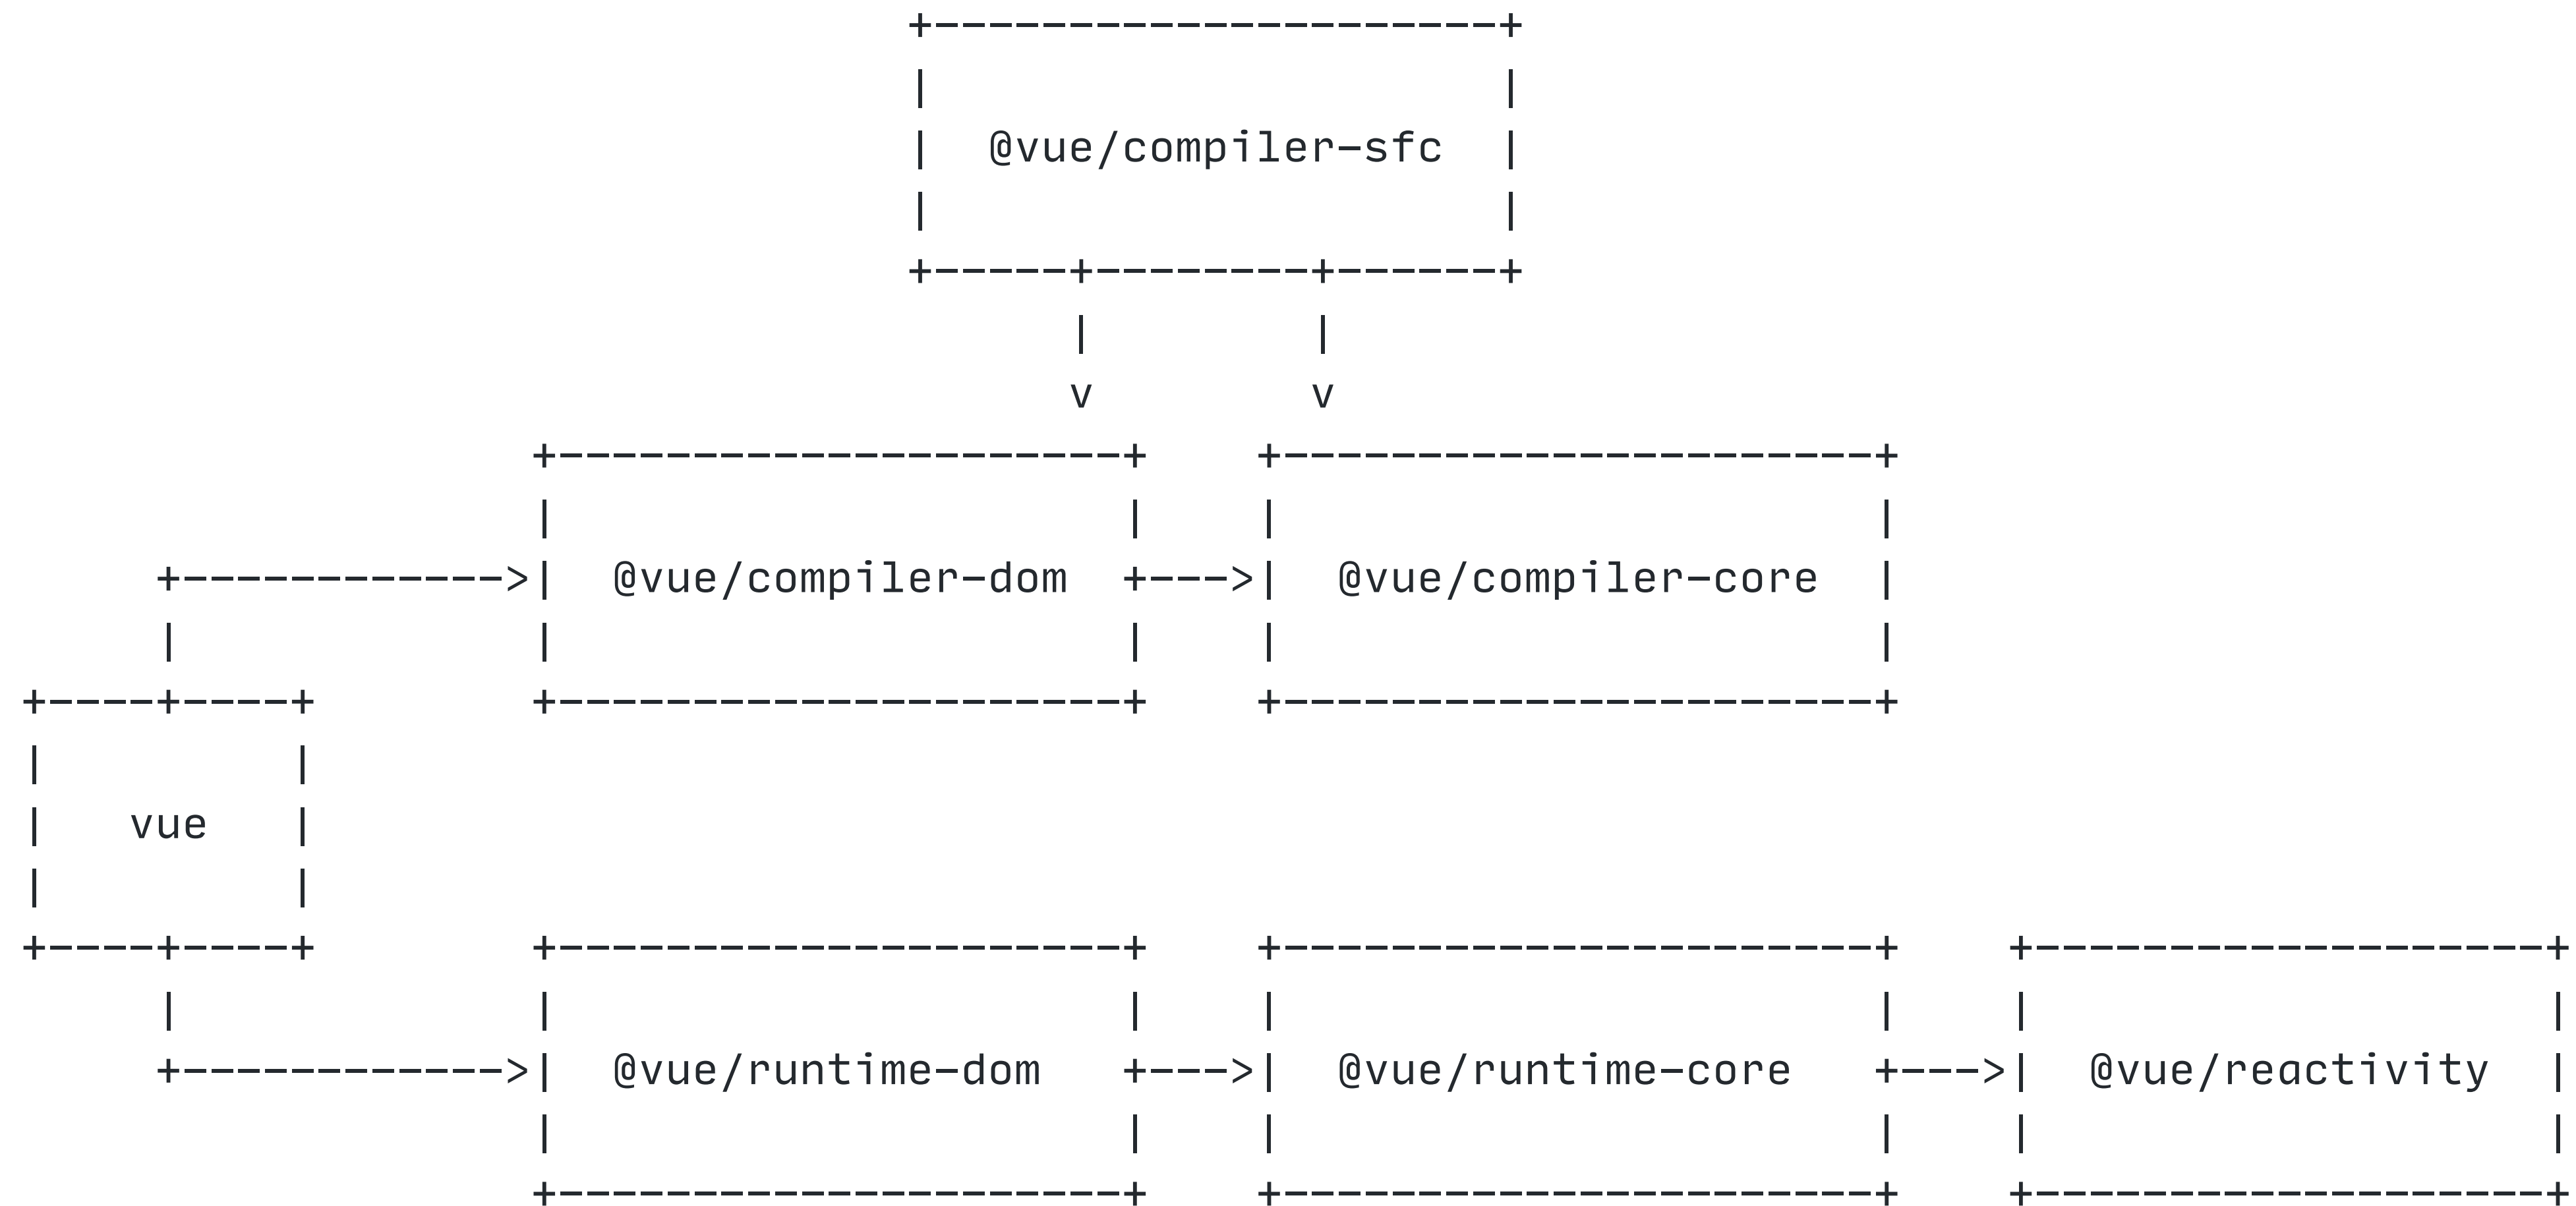 @vue/compiler-sfc
@vue/compiler-dom
@vue/compiler-core
vue
@vue/runtime-dom
@vue/runtime-core
@vue/reactivity